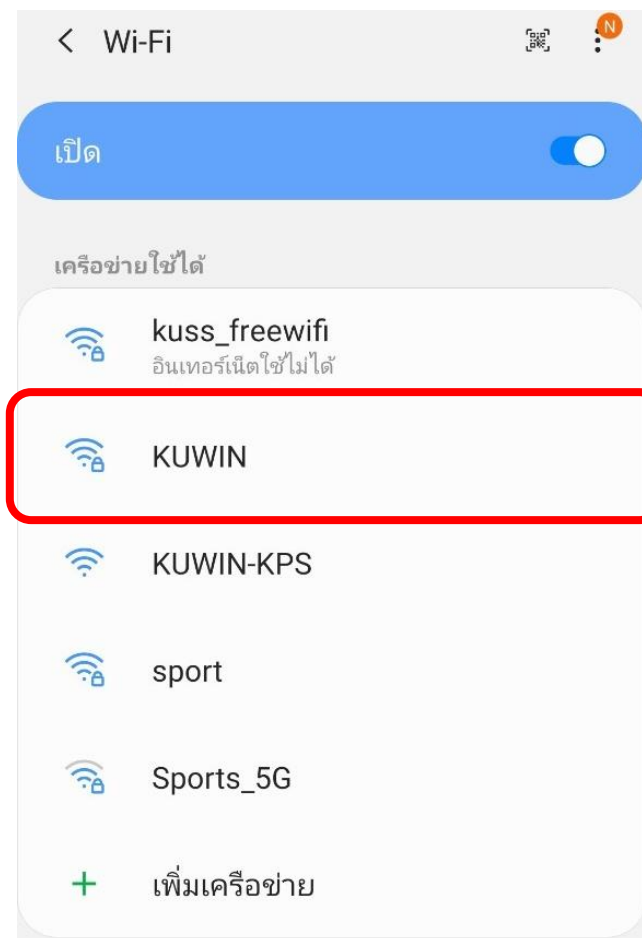 Wi-Fi
N
เปิด
เครือข่ายใช้ได้
kuss_freewifi
อินเทอร์เน็ตใช้ไม่ได้
KUWIN
KUWIN-KPS
sport
Sports_5G
เพิ่มเครือข่าย